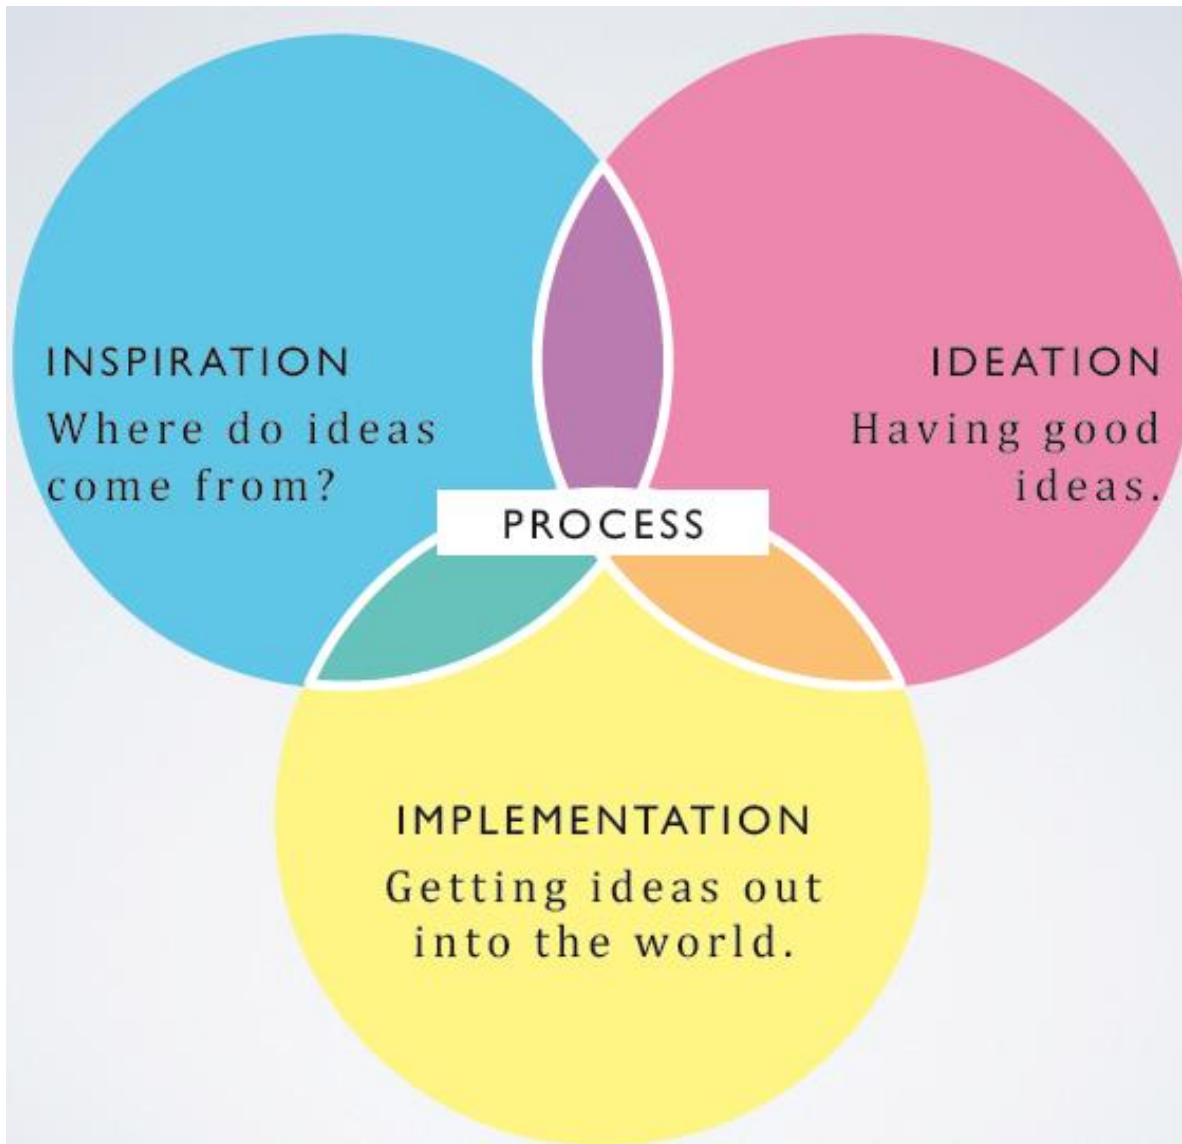 INSPIRATION
Where do ideas
come from?
IDEATION
Having good
ideas.
PROCESS
IMPLEMENTATION
Getting ideas out
into the world.